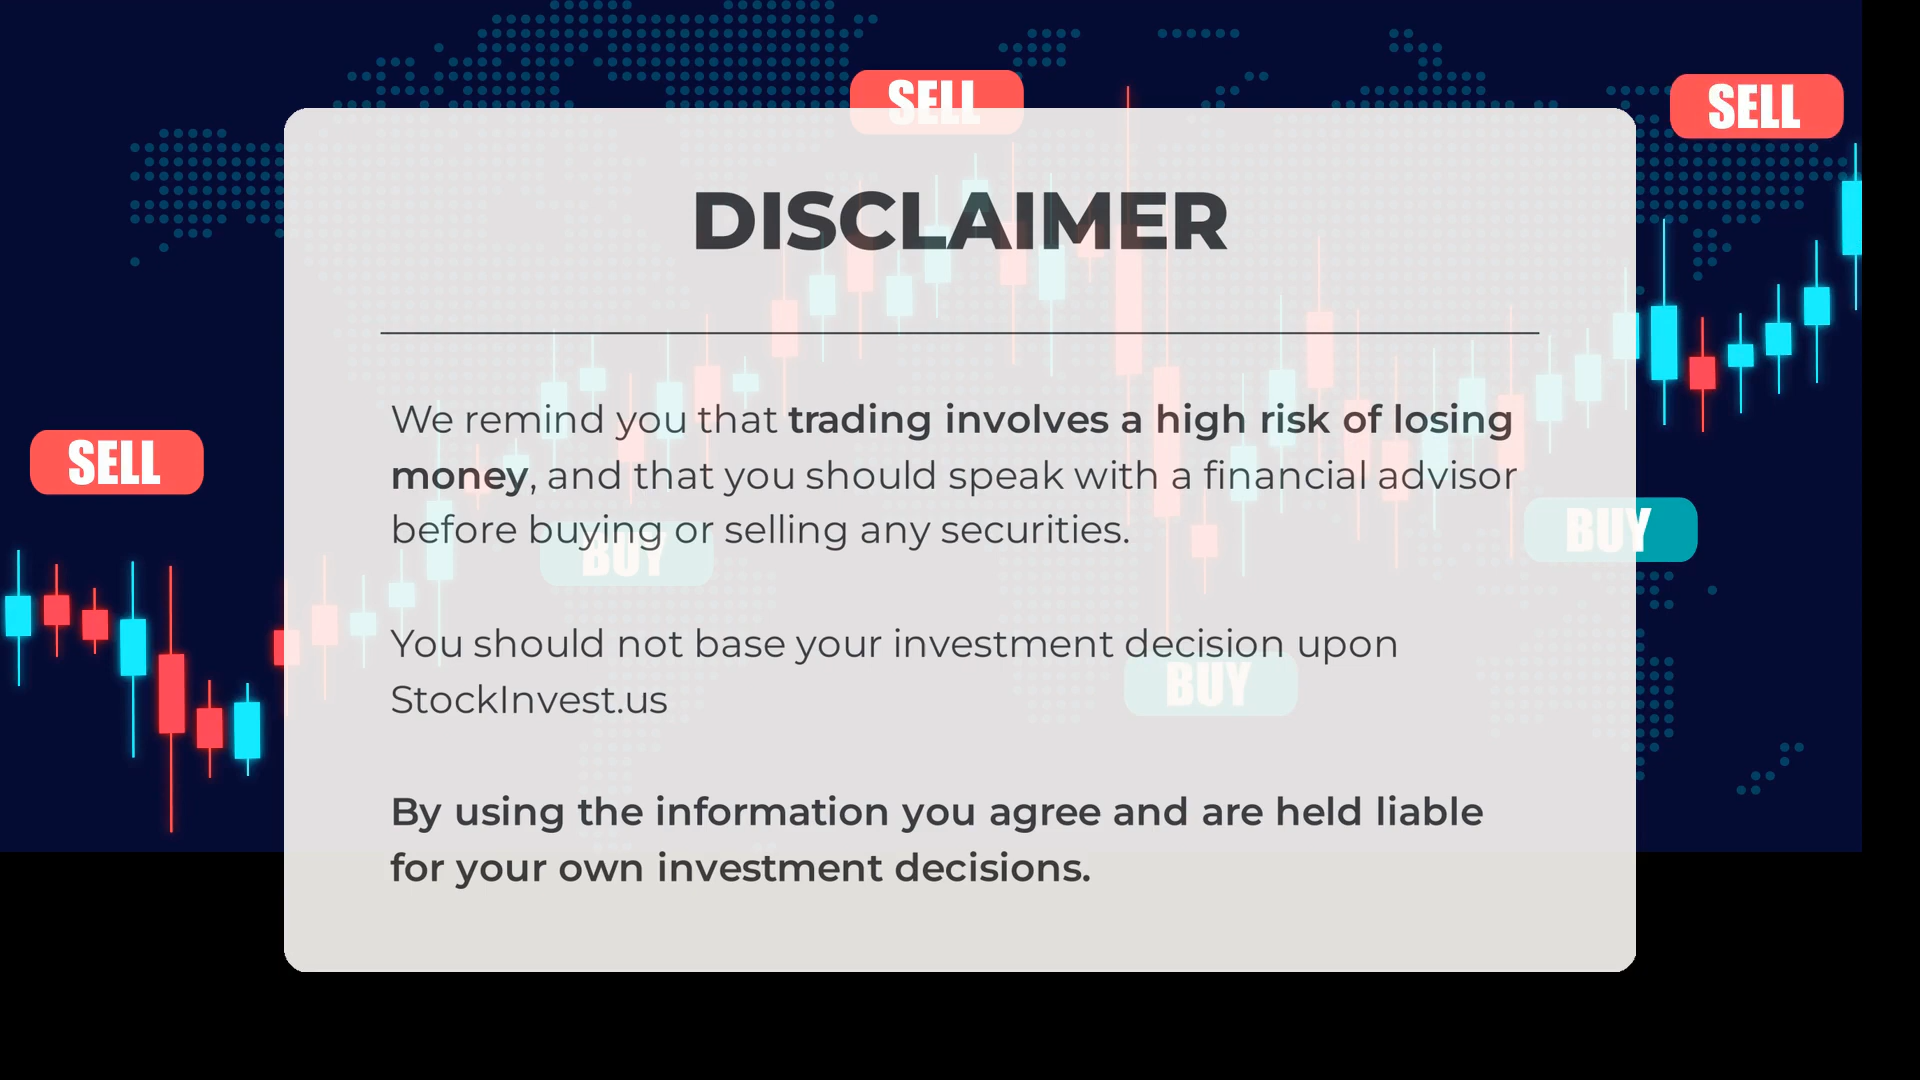 SELL
SELL
DISCLAIMER
We remind you that trading involves a high risk of losing
money, and that you should speak with a financial advisor
before buying or selling any securities.
SELL
BUY
BUY
You should not base your investment decision upon
StockInvest.us
BUY
By using the information you agree and are held liable
for your own investment decisions.